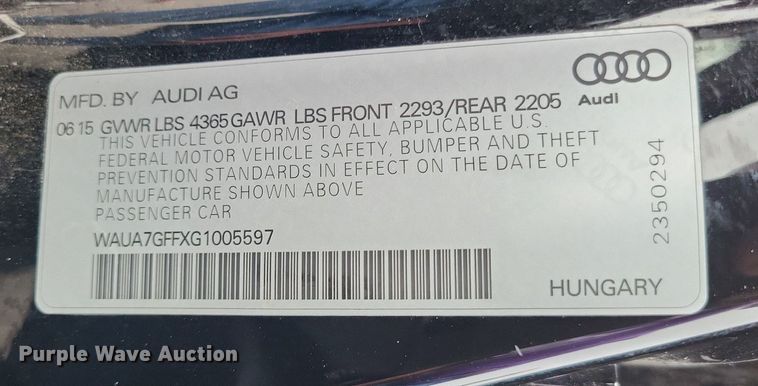 MFD. BY AUDI AG
Audi
06 15 GVWR LBS 4365 GAWR LBS FRONT 2293/REAR 2205
THIS VEHICLE CONFORMS TO ALL APPLICABLE U.S.
FEDERAL MOTOR VEHICLE SAFETY, BUMPER AND THEFT
PREVENTION STANDARDS IN EFFECT ON THE DATE OF
MANUFACTURE SHOWN ABOVE
PASSENGER CAR
WAUA7GFFXG1005597
2350294
HUNGARY
Purple Wave Auction